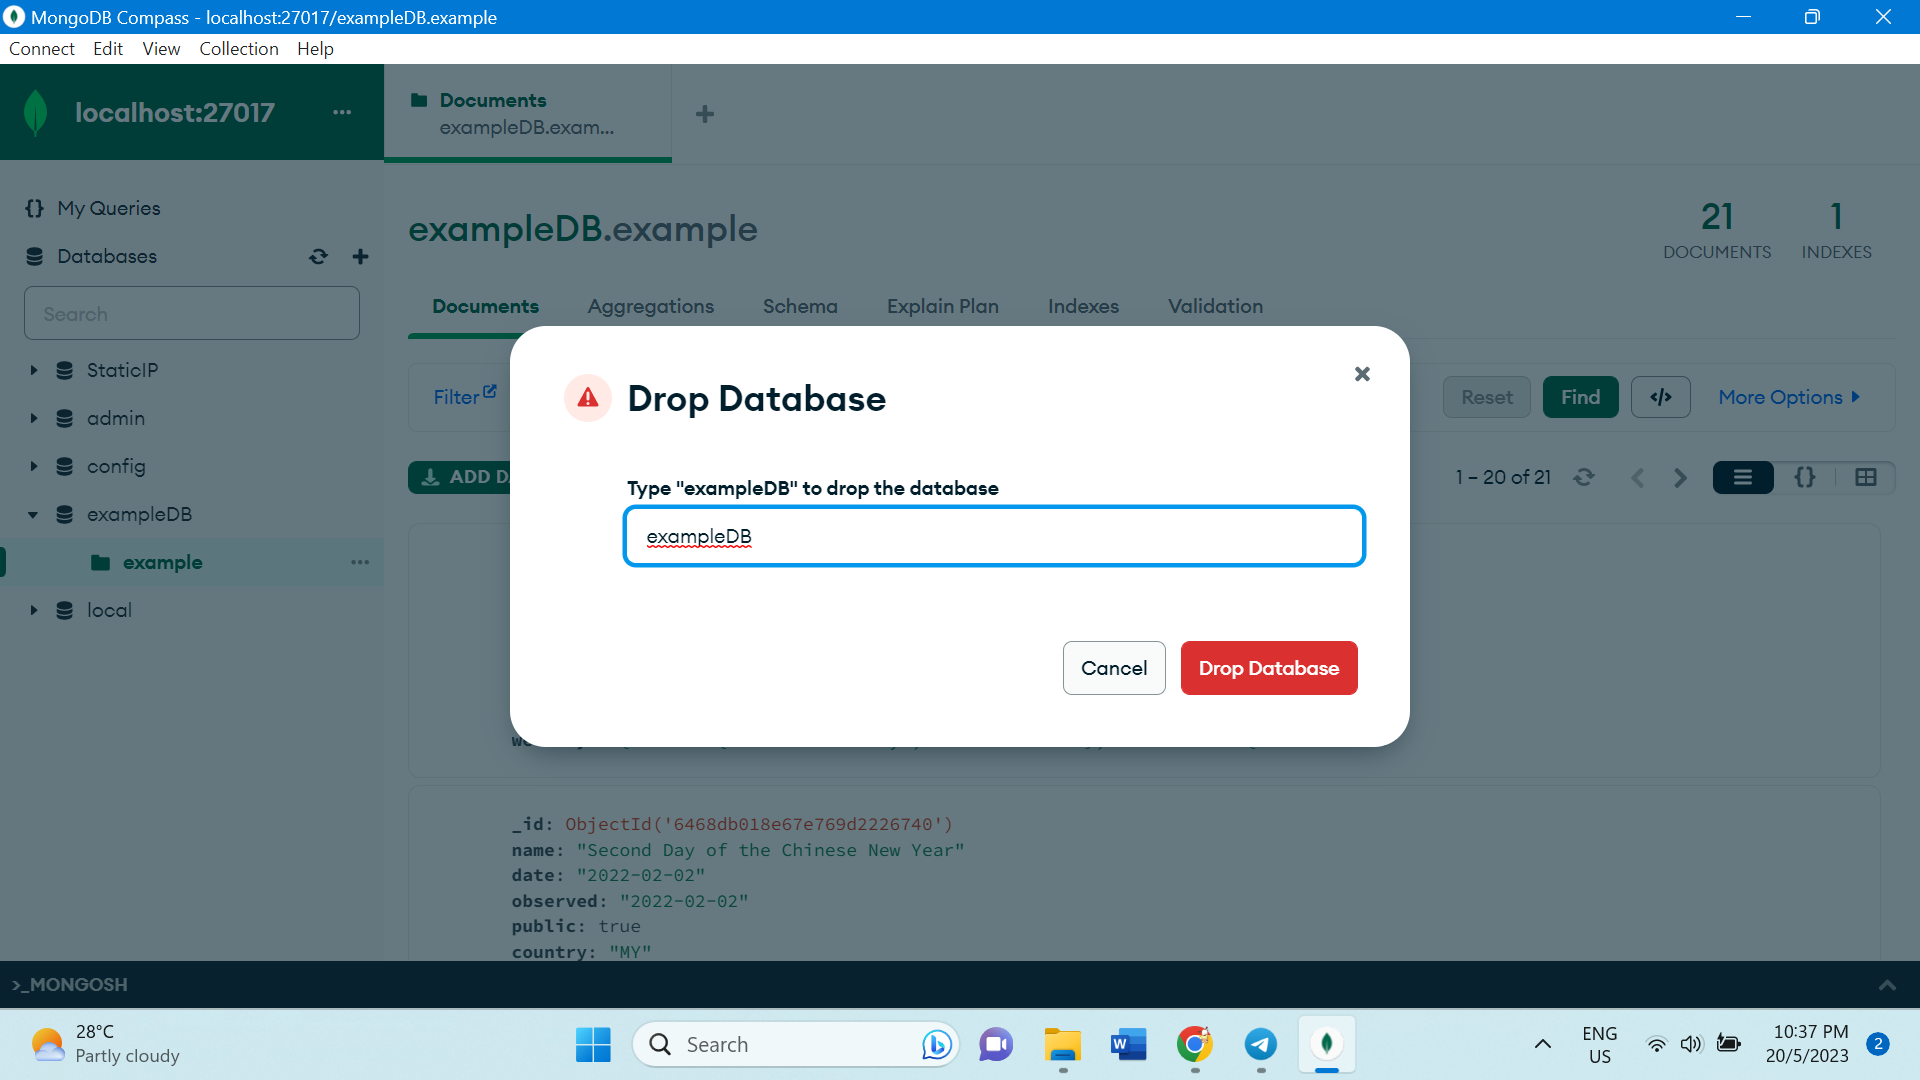 MongoDB Compass - localhost:27017/exampleDB.example
Connect Edit View Collection Help
localhost:27017
Documents
exampleDB.exam...
My Queries
Databases
Search
StaticIP
admin
config
exampleDB
example
local
exampleDB.example
21
DOCUMENTS
1
INDEXES
Documents Aggregations Schema Explain Plan Indexes Validation
Filter
Reset Find </> More Options
ADD
1 – 20 of 21
Drop Database
Type "exampleDB" to drop the database
exampleDB
Cancel Drop Database
_id: ObjectId('6468db018e67e769d2226740')
name: "Second Day of the Chinese New Year"
date: "2022-02-02"
observed: "2022-02-02"
public: true
country: "MY"
>_MONGOSH
28°C
Partly cloudy
Search
ENG
US
10:37 PM
20/5/2023
2